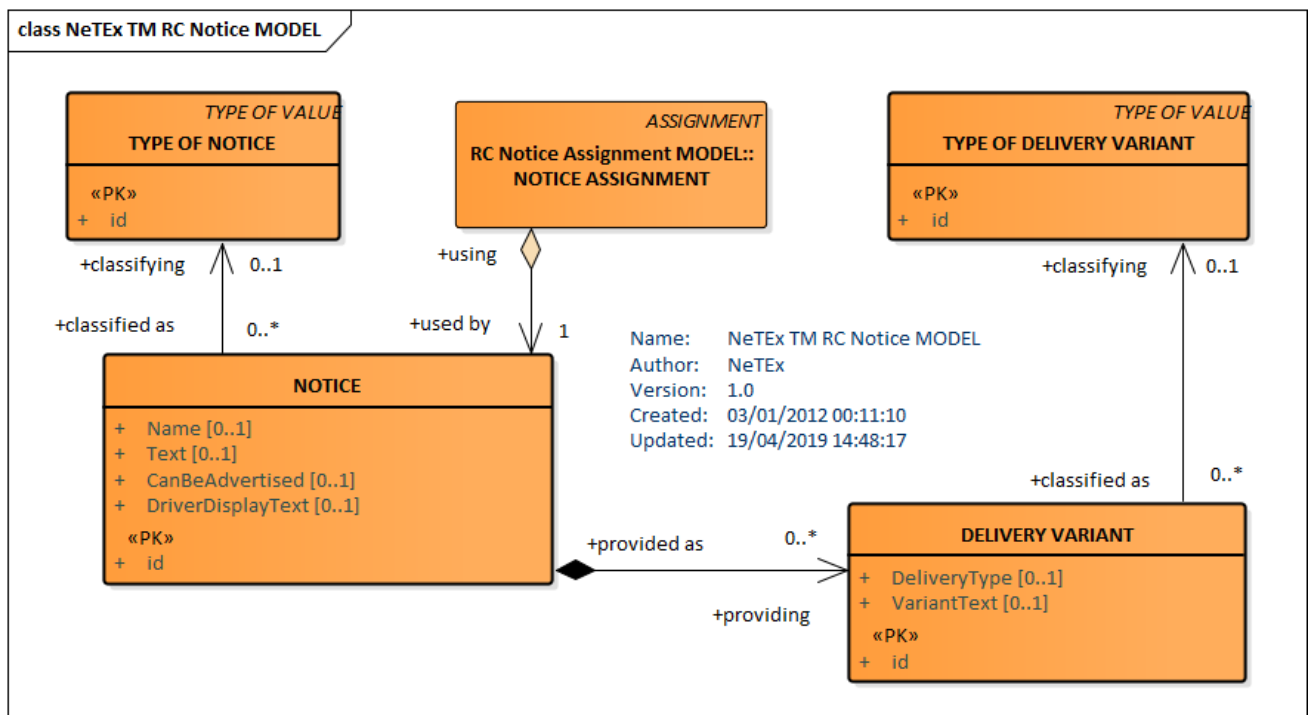 class NeTEx TM RC Notice MODEL
TYPE OF VALUE
TYPE OF NOTICE
«PK»
+ id
ASSIGNMENT
RC Notice Assignment MODEL::
NOTICE ASSIGNMENT
TYPE OF VALUE
TYPE OF DELIVERY VARIANT
«PK»
+ id
+classifying
0..1
+classified as
0..*
+using
+used by
1
+classifying
0..1
+classified as
0..*
Name: NeTEx TM RC Notice MODEL
Author: NeTEx
Version: 1.0
Created: 03/01/2012 00:11:10
Updated: 19/04/2019 14:48:17
NOTICE
+ Name [0..1]
+ Text [0..1]
+ CanBeAdvertised [0..1]
+ DriverDisplayText [0..1]
«PK»
+ id
+provided as
0..*
+providing
DELIVERY VARIANT
+ DeliveryType [0..1]
+ VariantText [0..1]
«PK»
+ id